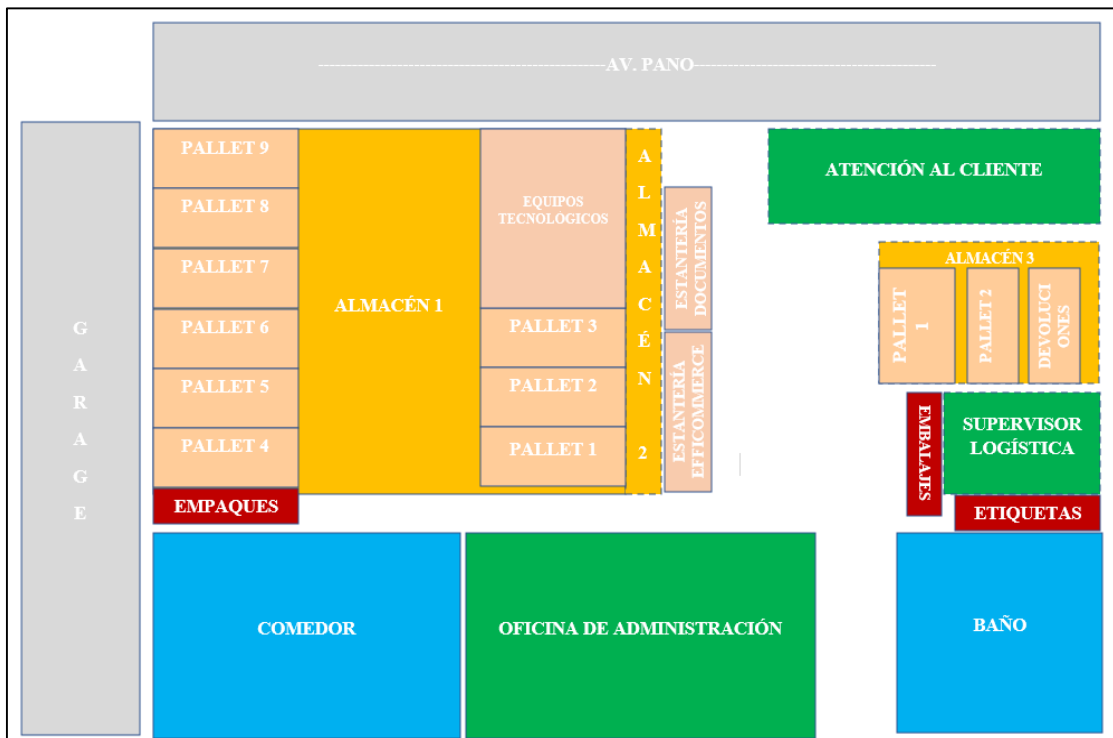 AV. PANO
GARAGE
PALLET 9
PALLET 8
PALLET 7
PALLET 6
PALLET 5
PALLET 4
EMPAQUES
ALMACÉN 1
EQUIPOS
TECNOLOGICOS
PALLET 3
PALLET 2
PALLET 1
ALMACÉN 2
ESTANTERÍA
DOCUMENTOS
ESTANTERÍA
EFFICOMMERCE
ATENCIÓN AL CLIENTE
ALMACÉN 3
PALLET
1
PALLET 2
DEVOLUCI
ONES
EMBALAJES
SUPERVISOR
LOGÍSTICA
ETIQUETAS
COMEDOR
OFICINA DE ADMINISTRACIÓN
BAÑO